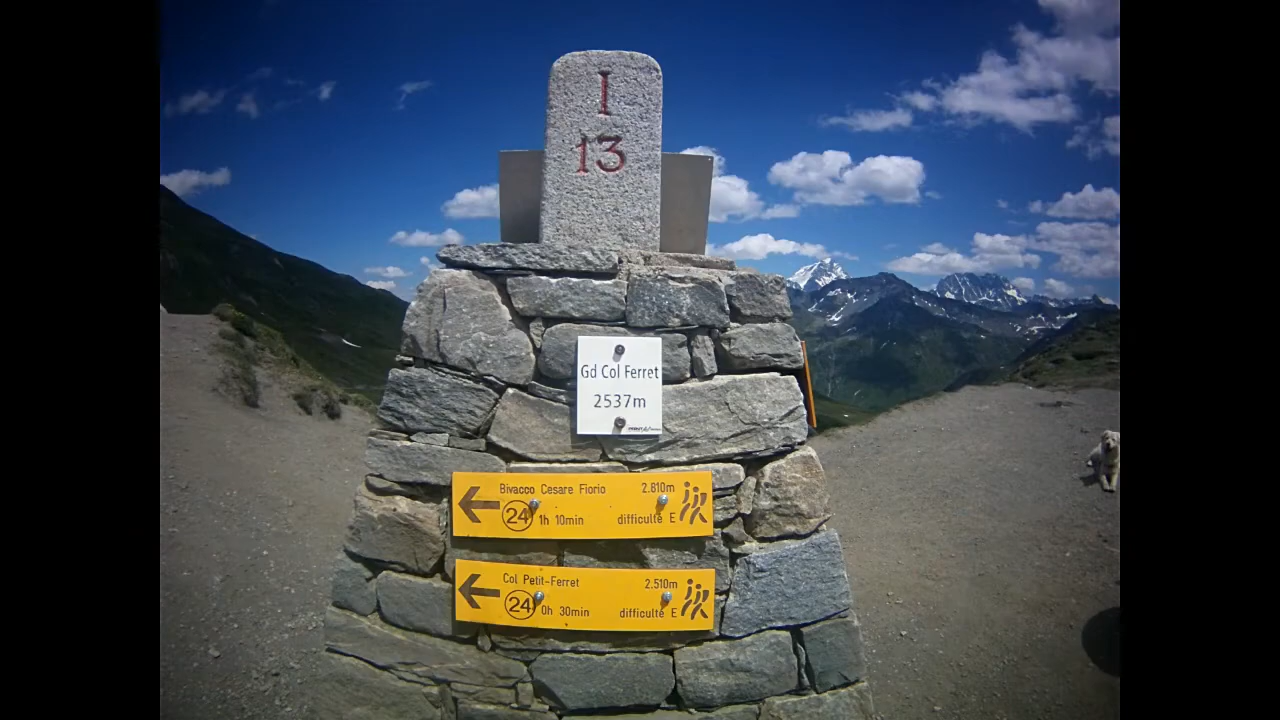 I
13
Gd Col Ferret
2537m
Bivacco Cesare Fiorio 2.810m
24 1h 10min difficulté E
Col Petit-Ferret 2.510m
24 0h 30min difficulté E